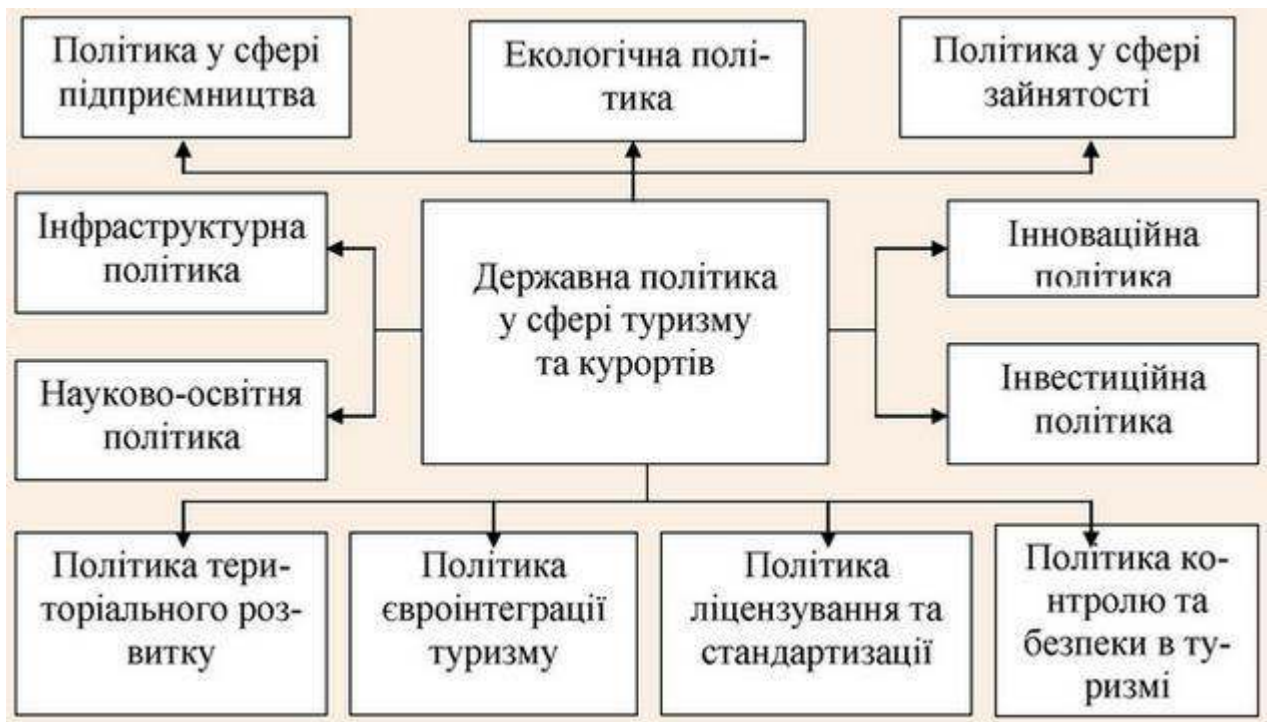 Політика у сфері
підприємництва
Екологічна полі-
тика
Політика у сфері
зайнятості
Інфраструктурна
політика
Державна політика
у сфері туризму
та курортів
Інноваційна
політика
Науково-освітня
політика
Інвестиційна
політика
Політика тери-
торіального роз-
витку
Політика
євроінтеграції
туризму
Політика
ліцензування та
стандартизації
Політика ко-
нтролю та
безпеки в ту-
ризмі